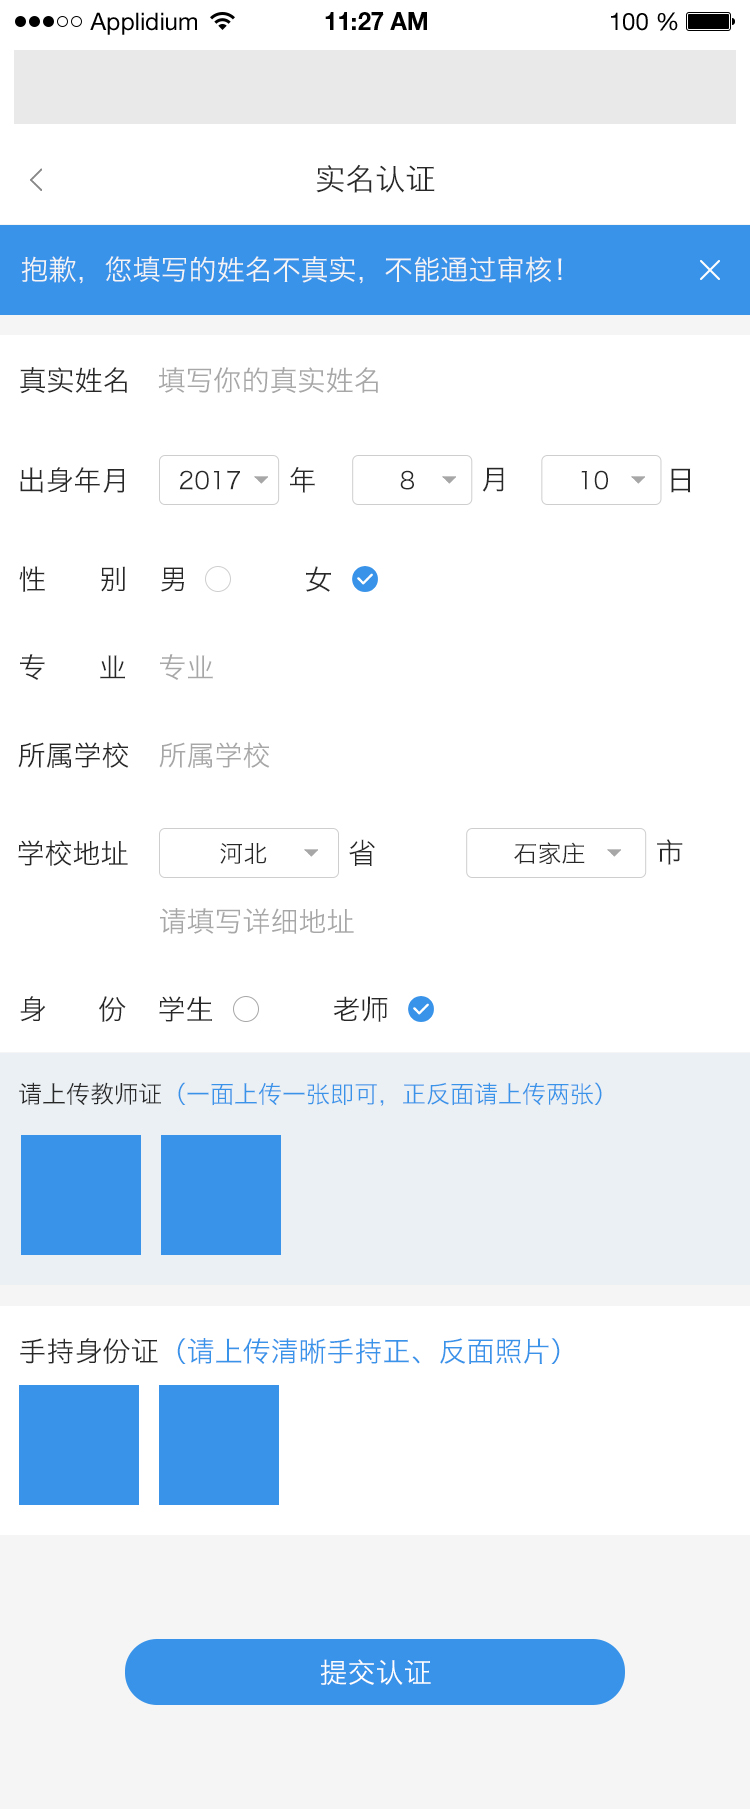 Applidium 11:27 AM 100 %
实名认证
抱歉，您填写的姓名不真实，不能通过审核！
真实姓名 填写你的真实姓名
出身年月 2017 年 8 月 10 日
性 别 男 女
专 业 专业
所属学校 所属学校
学校地址 河北 省 石家庄 市
请填写详细地址
身 份 学生 老师
请上传教师证（一面上传一张即可，正反面请上传两张）
手持身份证（请上传清晰手持正、反面照片）
提交认证